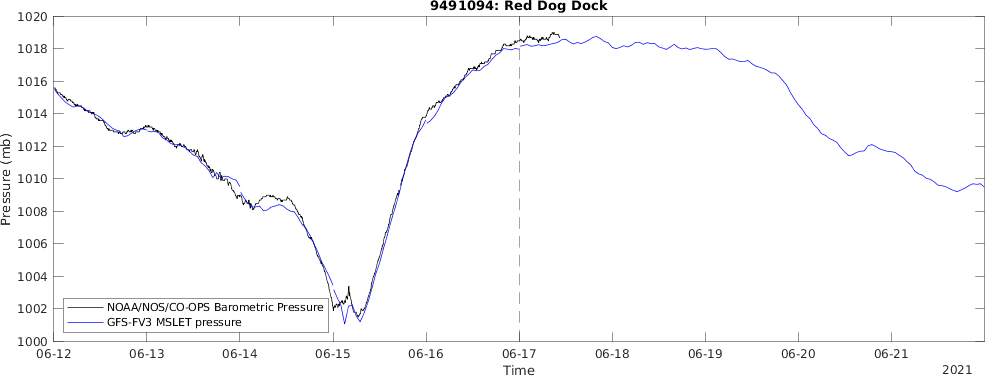 9491094: Red Dog Dock
1020
1018
1016
1014
1012
1010
1008
1006
1004
1002
1000
Pressure (mb)
NOAA/NOS/CO-OPS Barometric Pressure
GFS-FV3 MSLET pressure
06-12 06-13 06-14 06-15 06-16 06-17 06-18 06-19 06-20 06-21
Time
2021